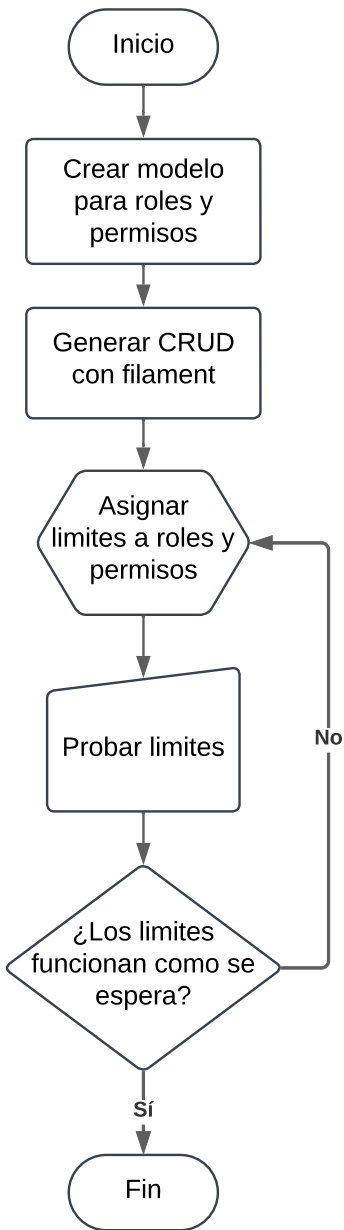 Inicio
Crear modelo
para roles y
permisos
Generar CRUD
con filament
Asignar
limites a roles y
permisos
Probar limites
No
¿Los limites
funcionan como se
espera?
Sí
Fin